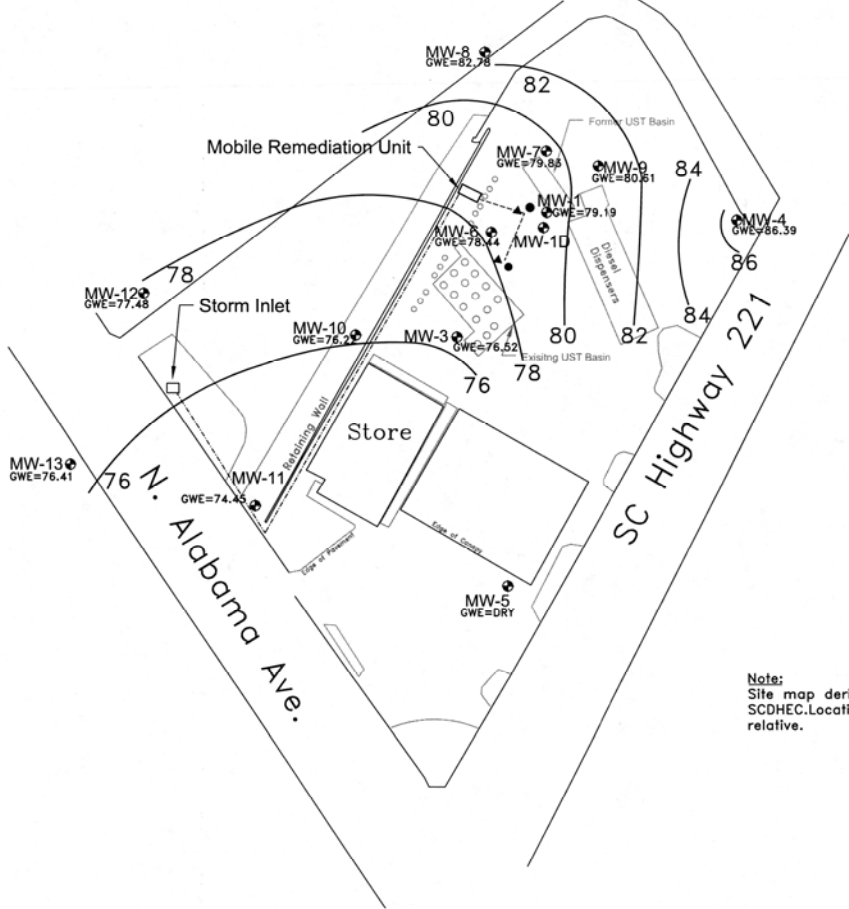 MW-8
GWE=82.78
82
80
Former UST Basin
Mobile Remediation Unit
MW-7
GWE=79.83
MW-9
GWE=80.61
84
MW-1
GWE=79.19
MW-4
GWE=86.39
MW-6
GWE=78.44
MW-1D
Diesel
Dispensers
86
78
MW-12
GWE=77.48
Storm Inlet
84
MW-10
MW-3
GWE=76.52
80
82
Exisitng UST Basin
78
76
SC Highway 221
Store
Retaining Wall
MW-13
GWE=76.41
76
MW-11
GWE=74.45
N. Alabama Ave.
Edge of Canopy
Edge of Pavement
MW-5
GWE=DRY
Note:
Site map deri
SCDHEC.Locati
relative.